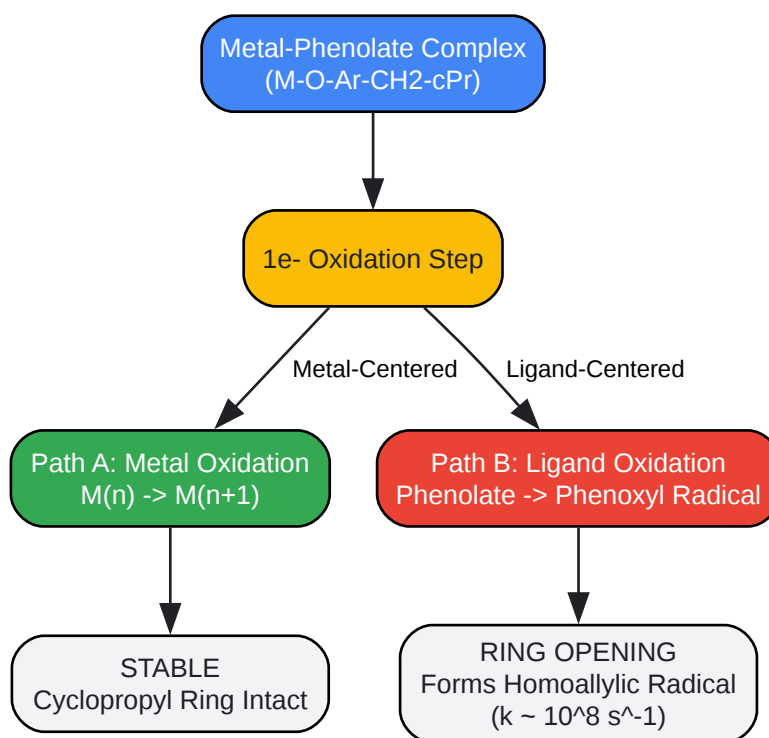 Metal-Phenolate Complex
(M-O-Ar-CH2-cPr)
1e- Oxidation Step
Metal-Centered
Ligand-Centered
Path A: Metal Oxidation
M(n) -> M(n+1)
Path B: Ligand Oxidation
Phenolate -> Phenoxyl Radical
STABLE
Cyclopropyl Ring Intact
RING OPENING
Forms Homoallylic Radical
(k ~ 10^8 s^-1)